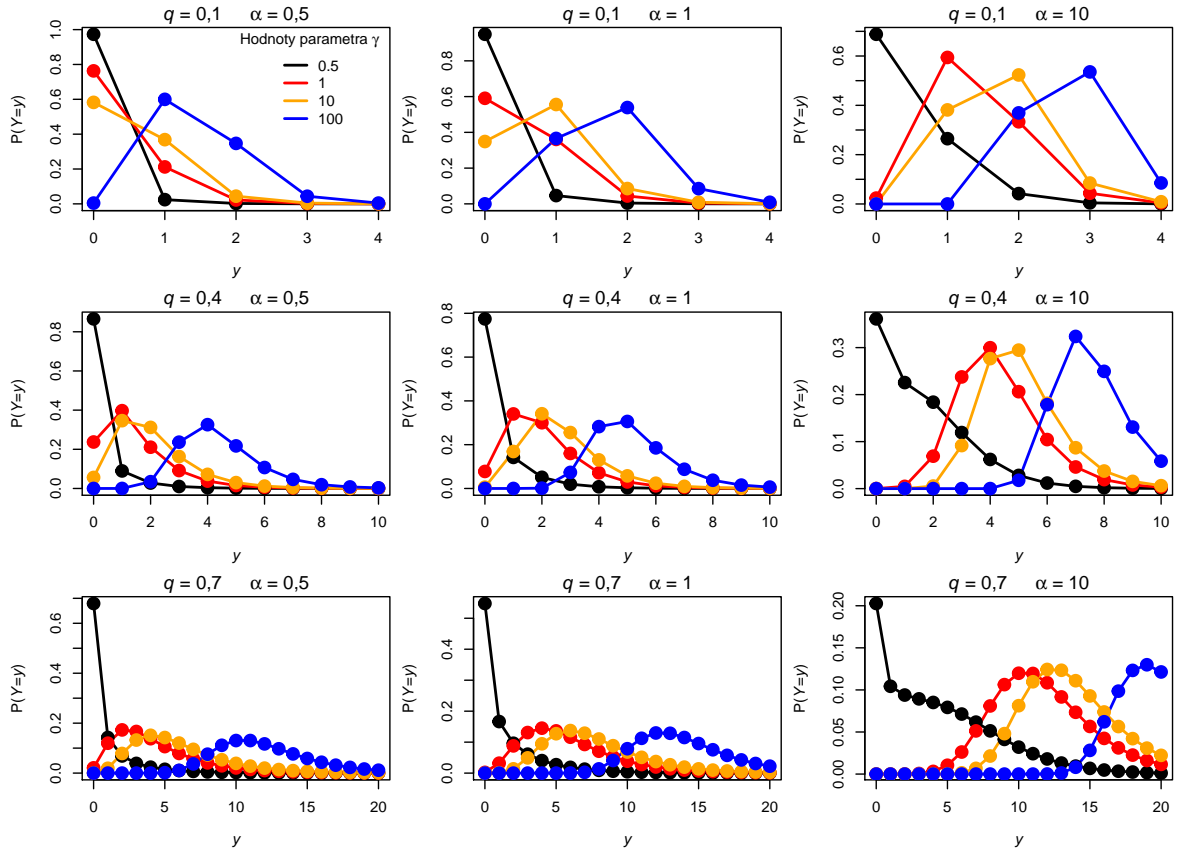 q = 0,1 α = 0,5
Hodnoty parametra γ
0.5
1
10
100
P(Y=y)
0.0 0.2 0.4 0.6 0.8 1.0
0 1 2 3 4
y
q = 0,1 α = 1
P(Y=y)
0.0 0.2 0.4 0.6 0.8
0 1 2 3 4
y
q = 0,1 α = 10
P(Y=y)
0.0 0.2 0.4 0.6
0 1 2 3 4
y
q = 0,4 α = 0,5
P(Y=y)
0.0 0.2 0.4 0.6 0.8
0 2 4 6 8 10
y
q = 0,4 α = 1
P(Y=y)
0.0 0.2 0.4 0.6 0.8
0 2 4 6 8 10
y
q = 0,4 α = 10
P(Y=y)
0.0 0.1 0.2 0.3
0 2 4 6 8 10
y
q = 0,7 α = 0,5
P(Y=y)
0.0 0.2 0.4 0.6
0 5 10 15 20
y
q = 0,7 α = 1
P(Y=y)
0.0 0.2 0.4
0 5 10 15 20
y
q = 0,7 α = 10
P(Y=y)
0.00 0.05 0.10 0.15 0.20
0 5 10 15 20
y